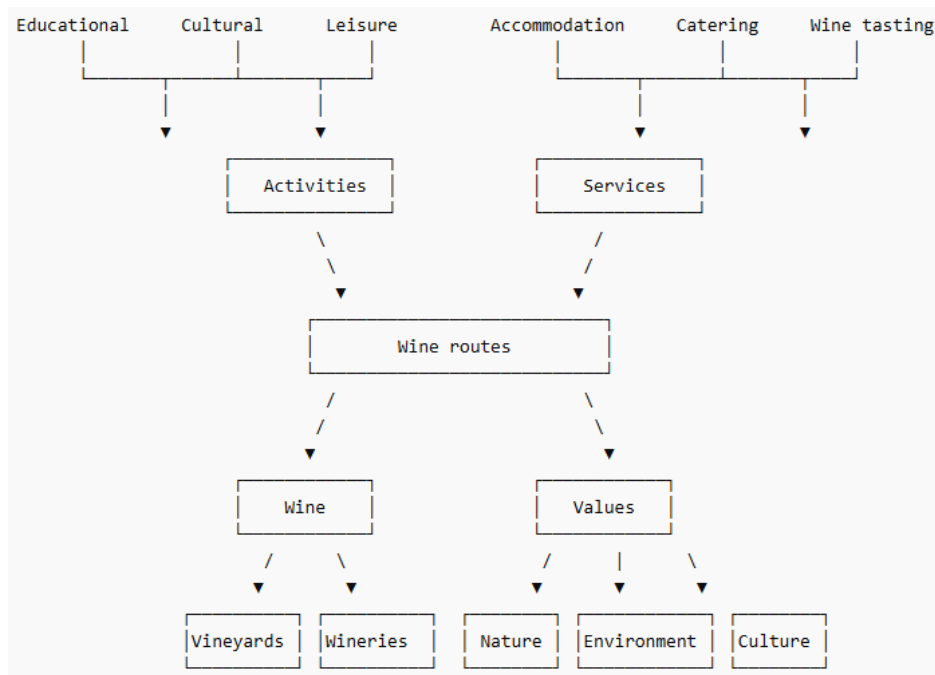 Educational Cultural Leisure Accommodation Catering Wine tasting
Activities Services
Wine routes
Wine Values
Vineyards Wineries Nature Environment Culture